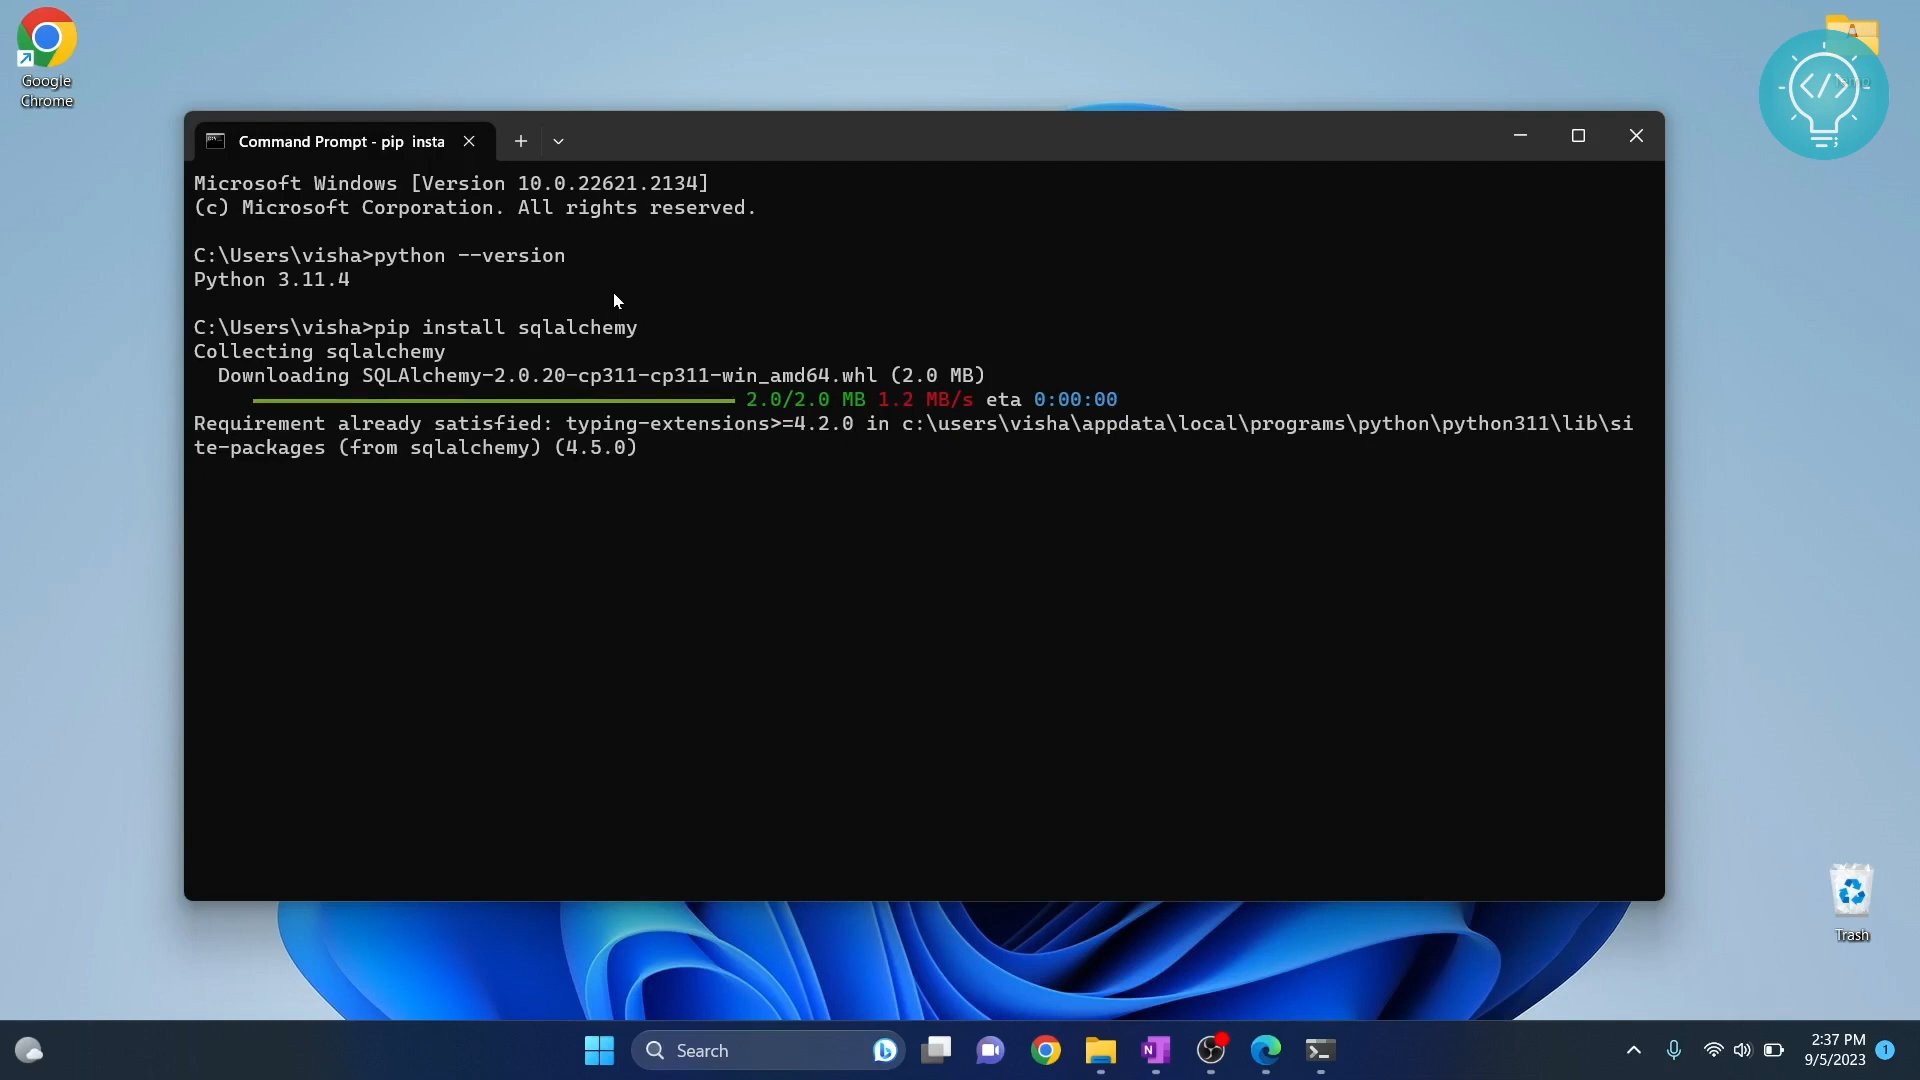 Google
Chrome
Command Prompt - pip insta
Microsoft Windows [Version 10.0.22621.2134]
(c) Microsoft Corporation. All rights reserved.
C:\Users\visha>python --version
Python 3.11.4
C:\Users\visha>pip install sqlalchemy
Collecting sqlalchemy
Downloading SQLAlchemy-2.0.20-cp311-cp311-win_amd64.whl (2.0 MB)
2.0/2.0 MB 1.2 MB/s eta 0:00:00
Requirement already satisfied: typing-extensions>=4.2.0 in c:\users\visha\appdata\local\programs\python\python311\lib\si
te-packages (from sqlalchemy) (4.5.0)
</>
Trash
Search
2:37 PM
9/5/2023
1